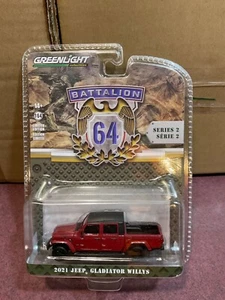 GREENLIGHT
BATTALION
64
SERIES 2
SÉRIE 2
2021 JEEP GLADIATOR WILLYS